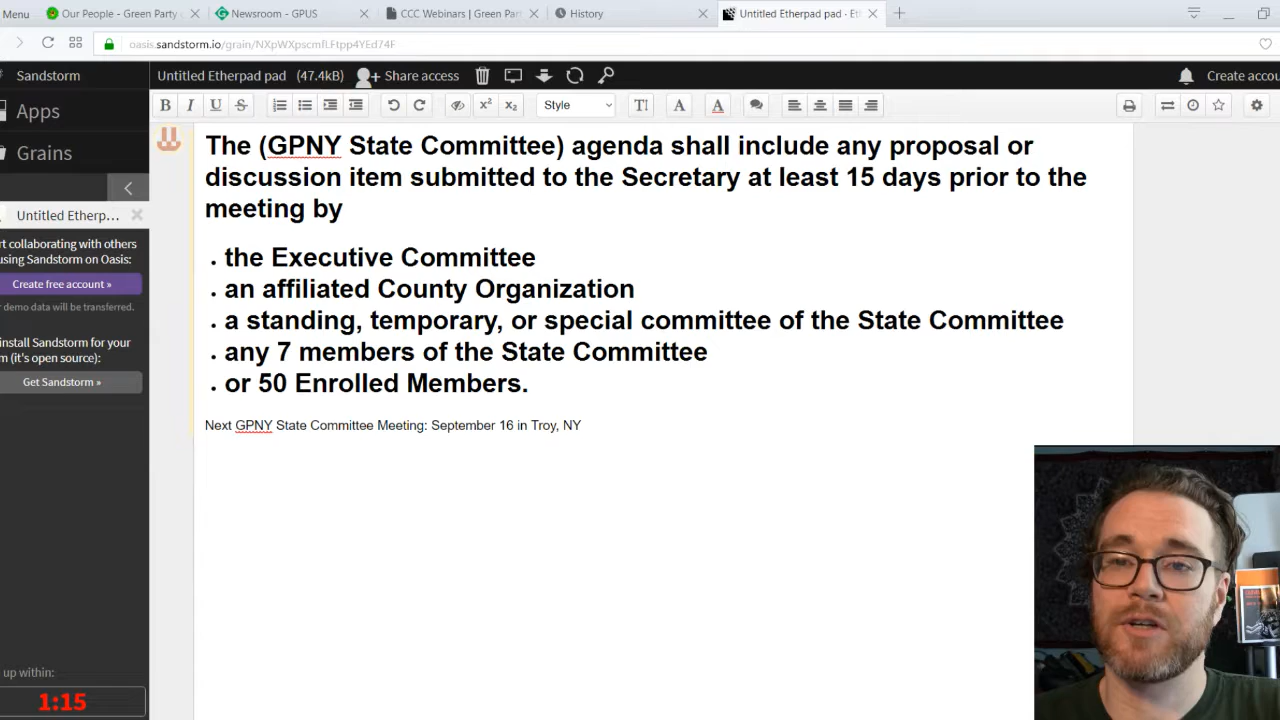 Menu
Our People - Green Party
Newsroom - GPUS
CCC Webinars | Green Par
History
Untitled Etherpad pad - Eth
oasis.sandstorm.io/grain/NXpWXpscmfLFtpp4YEd74F
Sandstorm
Untitled Etherpad pad (47.4kB) Share access
Create accou
Apps
B I U S
Style
Grains
Untitled Etherp...
rt collaborating with others
using Sandstorm on Oasis:
Create free account »
r demo data will be transferred.
install Sandstorm for your
m (it's open source):
Get Sandstorm »
The (GPNY State Committee) agenda shall include any proposal or
discussion item submitted to the Secretary at least 15 days prior to the
meeting by
• the Executive Committee
• an affiliated County Organization
• a standing, temporary, or special committee of the State Committee
• any 7 members of the State Committee
• or 50 Enrolled Members.
Next GPNY State Committee Meeting: September 16 in Troy, NY
up within:
1:15